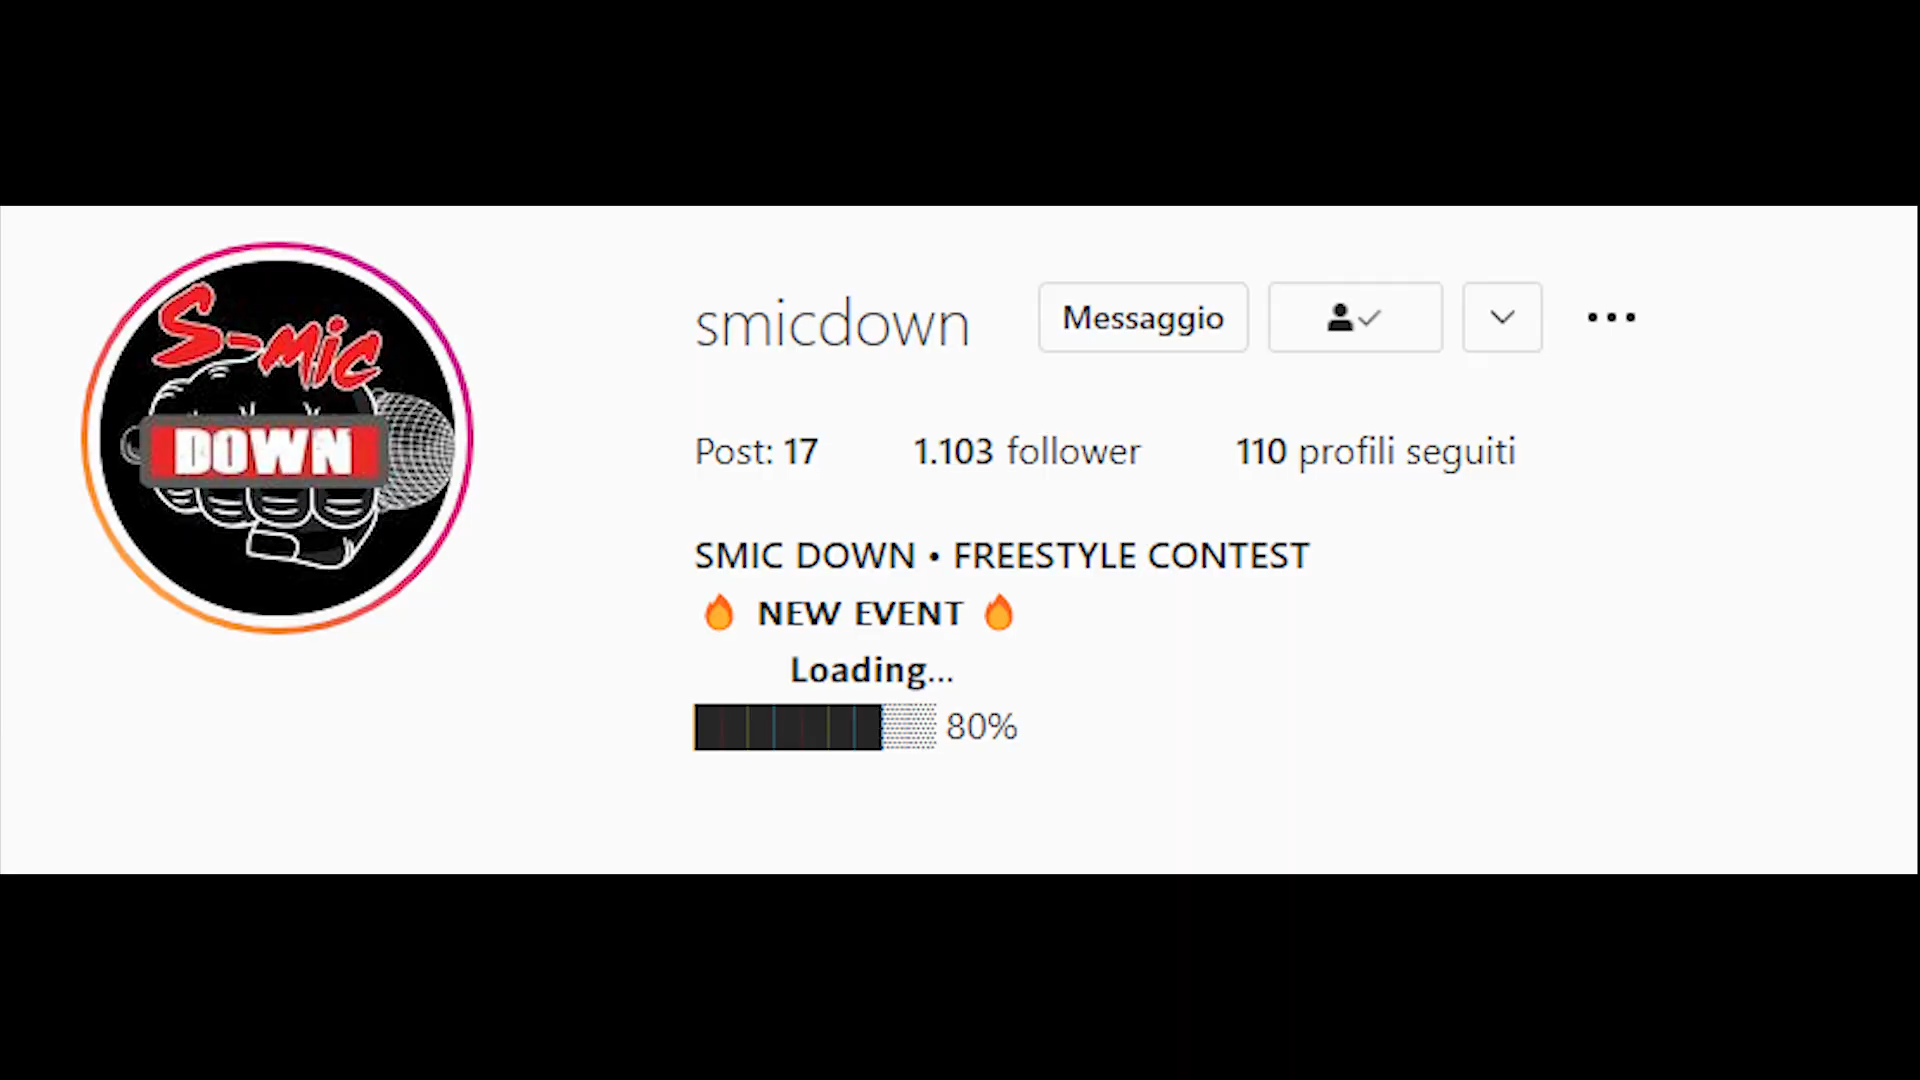 S-mic
DOWN
smicdown Messaggio
Post: 17 1.103 follower 110 profili seguiti
SMIC DOWN • FREESTYLE CONTEST
🔥 NEW EVENT 🔥
Loading...
80%